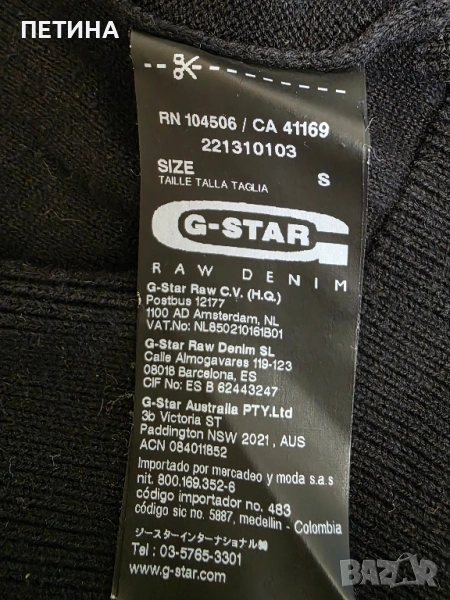 ПЕТИНА
RN 104506 / CA 41169
221310103
SIZE S
TAILLE TALLA TAGLIA
G-STAR
RAW DENIM
G-Star Raw C.V. (H.Q.)
Postbus 12177
1100 AD Amsterdam, NL
VAT.No: NL850210161B01
G-Star Raw Denim SL
Calle Almogavares 119-123
08018 Barcelona, ES
CIF No: ES B 62443247
G-Star Australia PTY.Ltd
3b Victoria ST
Paddington NSW 2021 , AUS
ACN 084011852
Importado por mercadeo y moda s.a.s
nit. 800.169.352-6
código importador no. 483
código sic no. 5887, medellin - Colombia
ジースターインターナショナル㈱
Tel : 03-5765-3301
www.g-star.com
BAZAR